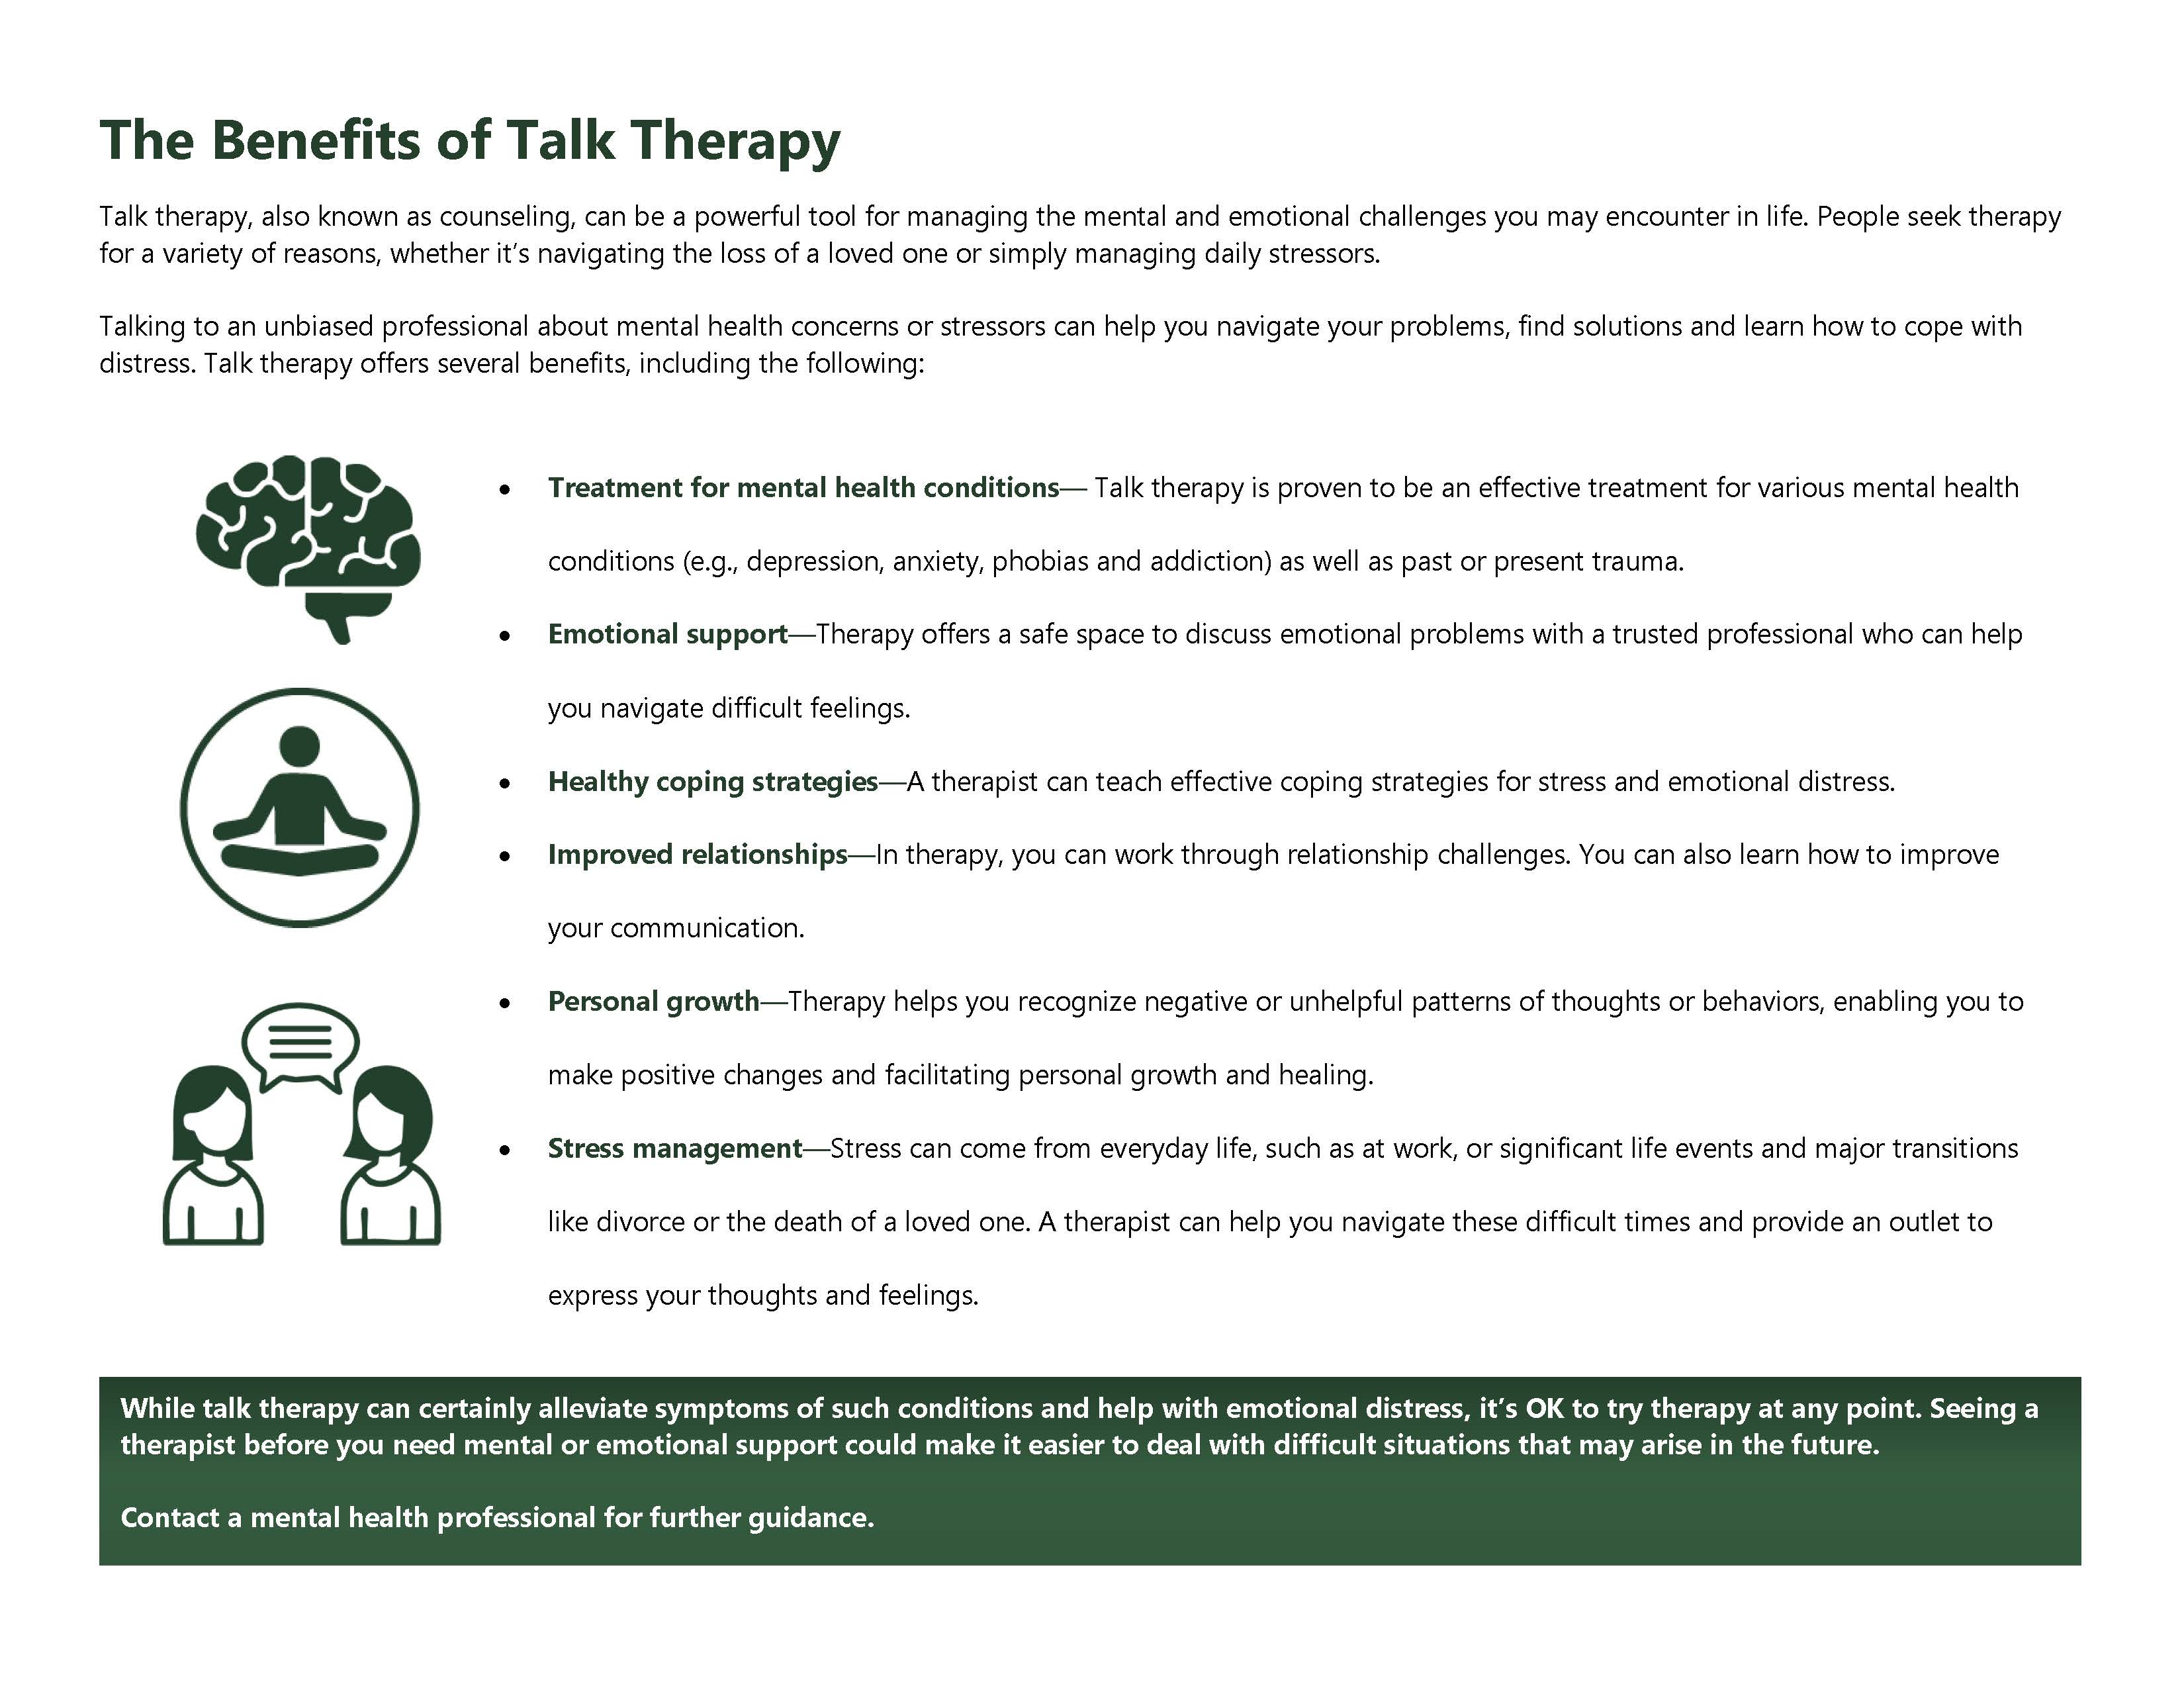 The Benefits of Talk Therapy
Talk therapy, also known as counseling, can be a powerful tool for managing the mental and emotional challenges you may encounter in life. People seek therapy
for a variety of reasons, whether it’s navigating the loss of a loved one or simply managing daily stressors.
Talking to an unbiased professional about mental health concerns or stressors can help you navigate your problems, find solutions and learn how to cope with
distress. Talk therapy offers several benefits, including the following:
• Treatment for mental health conditions— Talk therapy is proven to be an effective treatment for various mental health
conditions (e.g., depression, anxiety, phobias and addiction) as well as past or present trauma.
• Emotional support—Therapy offers a safe space to discuss emotional problems with a trusted professional who can help
you navigate difficult feelings.
• Healthy coping strategies—A therapist can teach effective coping strategies for stress and emotional distress.
• Improved relationships—In therapy, you can work through relationship challenges. You can also learn how to improve
your communication.
• Personal growth—Therapy helps you recognize negative or unhelpful patterns of thoughts or behaviors, enabling you to
make positive changes and facilitating personal growth and healing.
• Stress management—Stress can come from everyday life, such as at work, or significant life events and major transitions
like divorce or the death of a loved one. A therapist can help you navigate these difficult times and provide an outlet to
express your thoughts and feelings.
While talk therapy can certainly alleviate symptoms of such conditions and help with emotional distress, it’s OK to try therapy at any point. Seeing a
therapist before you need mental or emotional support could make it easier to deal with difficult situations that may arise in the future.
Contact a mental health professional for further guidance.